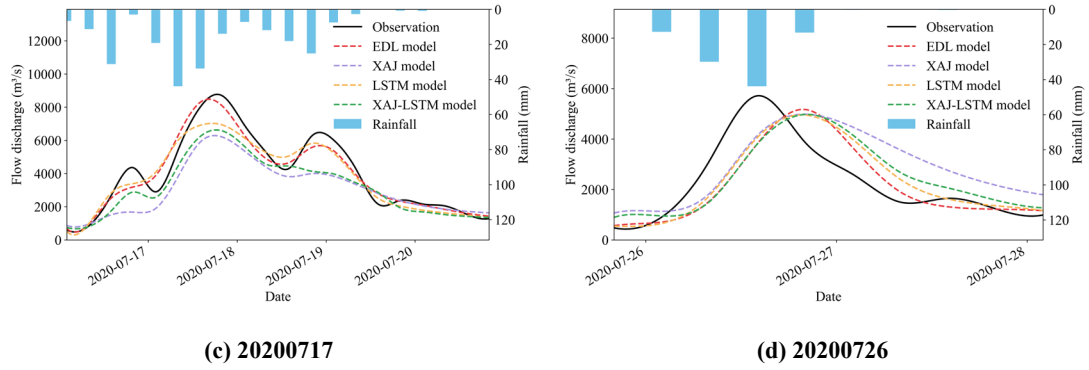 0
20
40
60
80
100
120
Rainfall (mm)
12000
10000
8000
6000
4000
2000
0
Flow discharge (m³/s)
Observation
EDL model
XAJ model
LSTM model
XAJ-LSTM model
Rainfall
2020-07-17
2020-07-18
2020-07-19
2020-07-20
Date
(c) 20200717
0
20
40
60
80
100
120
Rainfall (mm)
8000
6000
4000
2000
0
Flow discharge (m³/s)
Observation
EDL model
XAJ model
LSTM model
XAJ-LSTM model
Rainfall
2020-07-26
2020-07-27
2020-07-28
Date
(d) 20200726